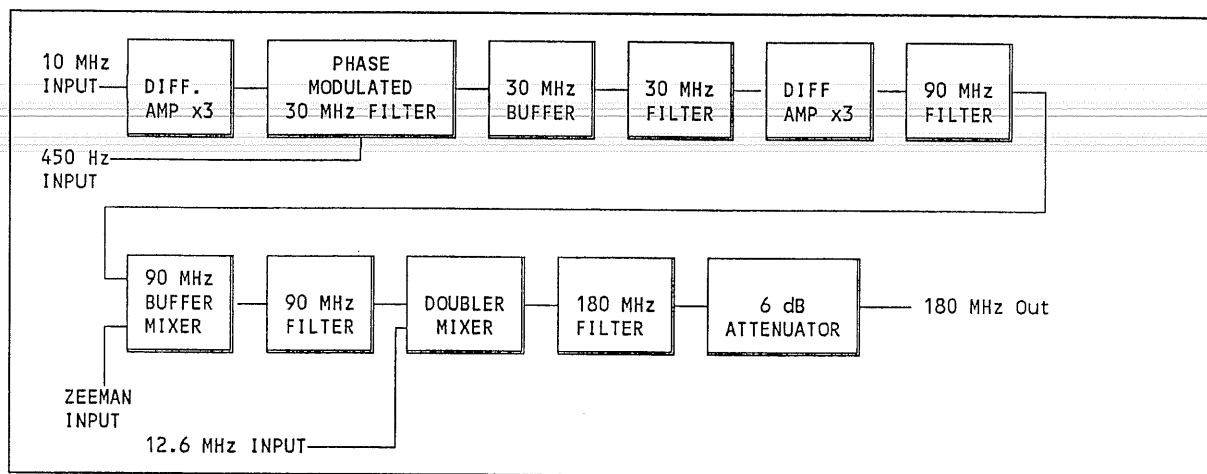 10 MHz
INPUT
DIFF.
AMP x3
PHASE
MODULATED
30 MHz FILTER
30 MHz
BUFFER
30 MHz
FILTER
DIFF
AMP x3
90 MHz
FILTER
450 Hz
INPUT
90 MHz
BUFFER
MIXER
90 MHz
FILTER
DOUBLER
MIXER
180 MHz
FILTER
6 dB
ATTENUATOR
180 MHz Out
ZEEMAN
INPUT
12.6 MHz INPUT